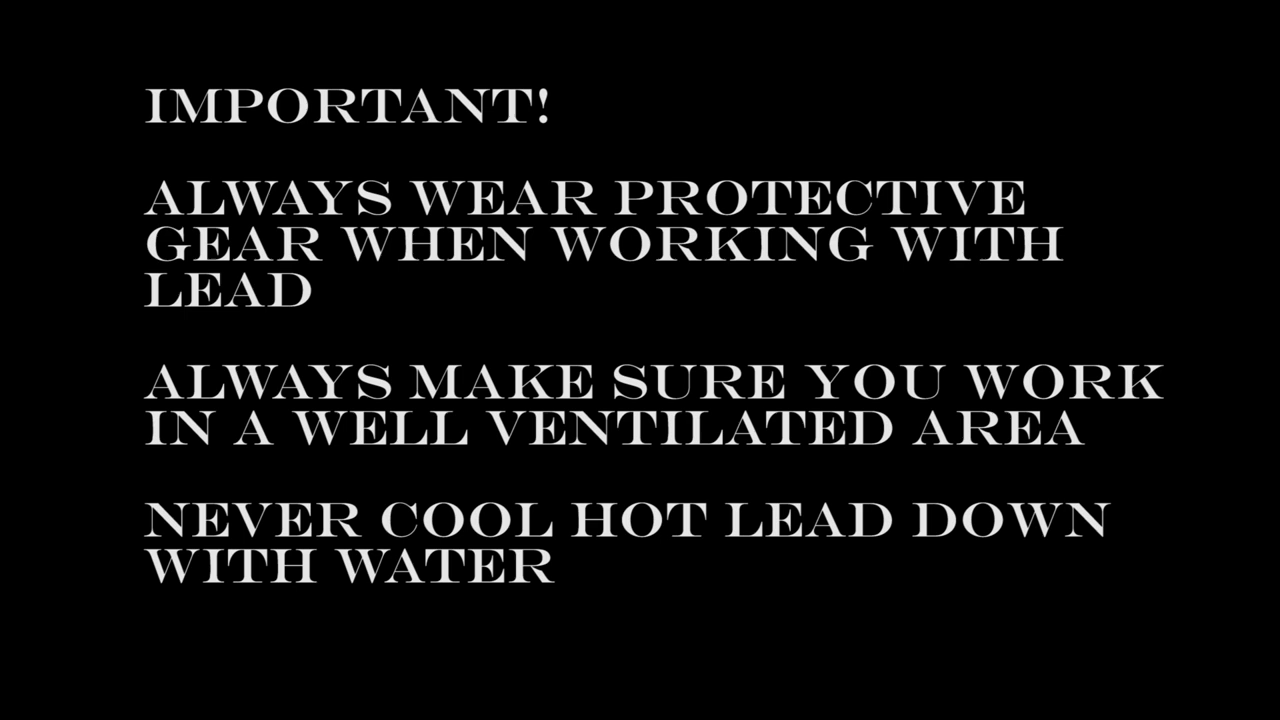 IMPORTANT!
ALWAYS WEAR PROTECTIVE
GEAR WHEN WORKING WITH
LEAD
ALWAYS MAKE SURE YOU WORK
IN A WELL VENTILATED AREA
NEVER COOL HOT LEAD DOWN
WITH WATER